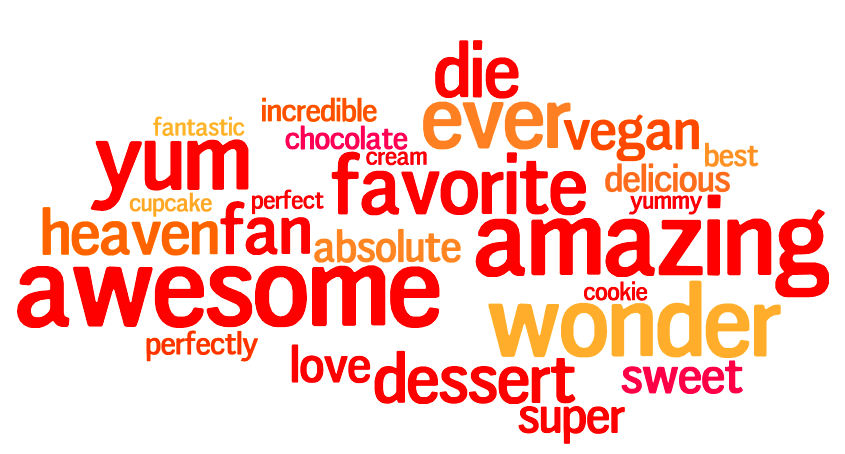 die
ever
incredible
fantastic
chocolate
vegan
yum
cream
best
favorite
delicious
cupcake
perfect
yummy
heaven
fan
absolute
amazing
awesome
cookie
wonder
perfectly
love
dessert
sweet
super